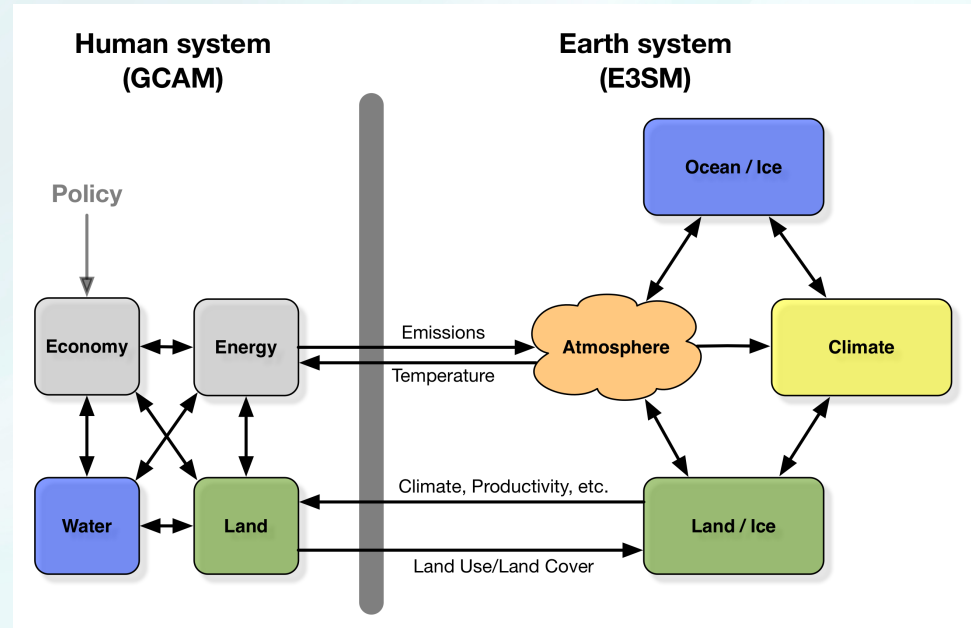 Human system
(GCAM)
Earth system
(E3SM)
Ocean / Ice
Policy
Economy
Energy
Emissions
Temperature
Atmosphere
Climate
Climate, Productivity, etc.
Water
Land
Land / Ice
Land Use/Land Cover